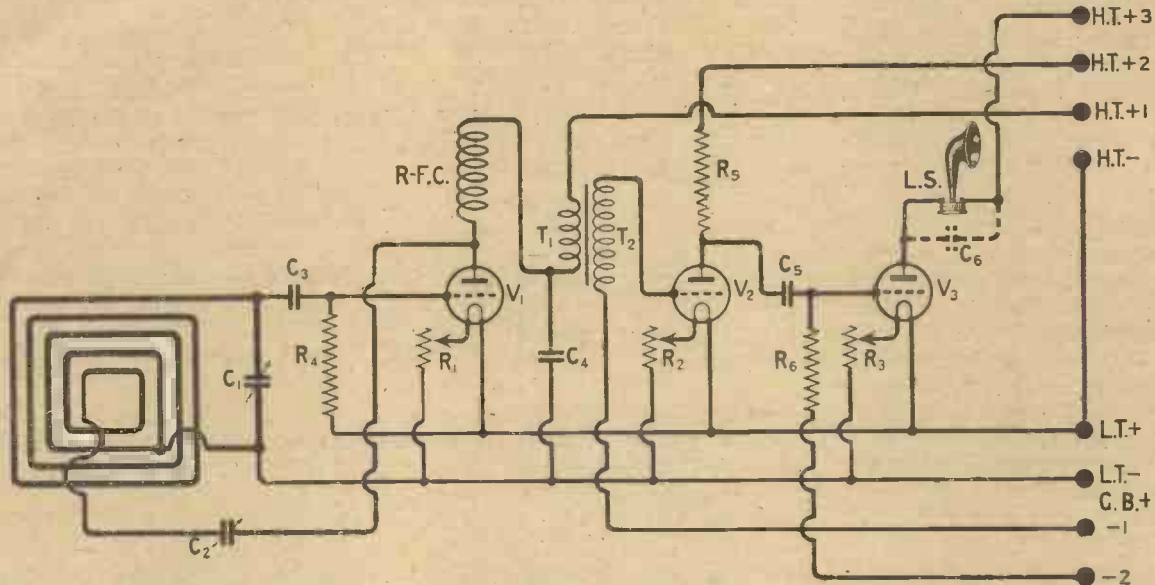 H.T.+3
H.T.+2
H.T.+1
H.T.-
R-F.C.
R5
L.S.
T1
T2
C6
C3
V1
V2
C5
V3
C1
R4
R1
C4
R2
R6
R3
L.T.+
L.T.-
G.B.+
-1
C2
-2